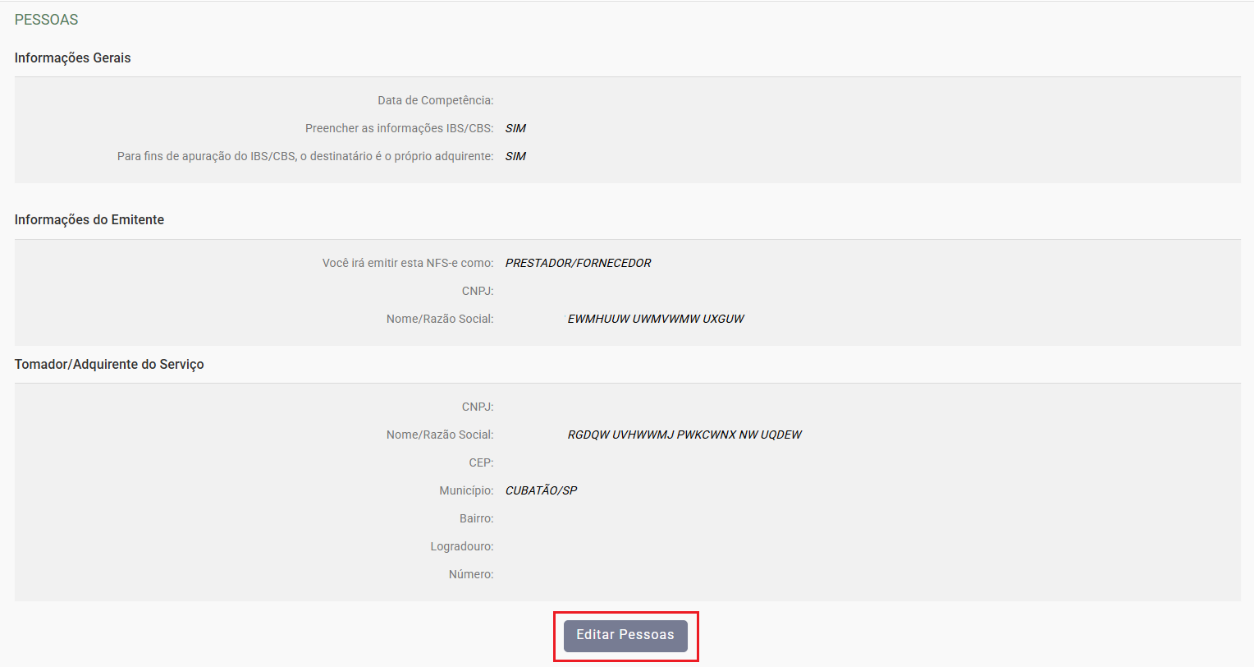 PESSOAS
Informações Gerais
Data de Competência:
Preencher as informações IBS/CBS: SIM
Para fins de apuração do IBS/CBS, o destinatário é o próprio adquirente: SIM
Informações do Emitente
Você irá emitir esta NFS-e como: PRESTADOR/FORNECEDOR
CNPJ:
Nome/Razão Social: EWMHUUW UWMVWMW UXGUW
Tomador/Adquirente do Serviço
CNPJ:
Nome/Razão Social: RGDQW UVHWWMJ PWKCWNX NW UQDEW
CEP:
Município: CUBATÃO/SP
Bairro:
Logradouro:
Número:
Editar Pessoas